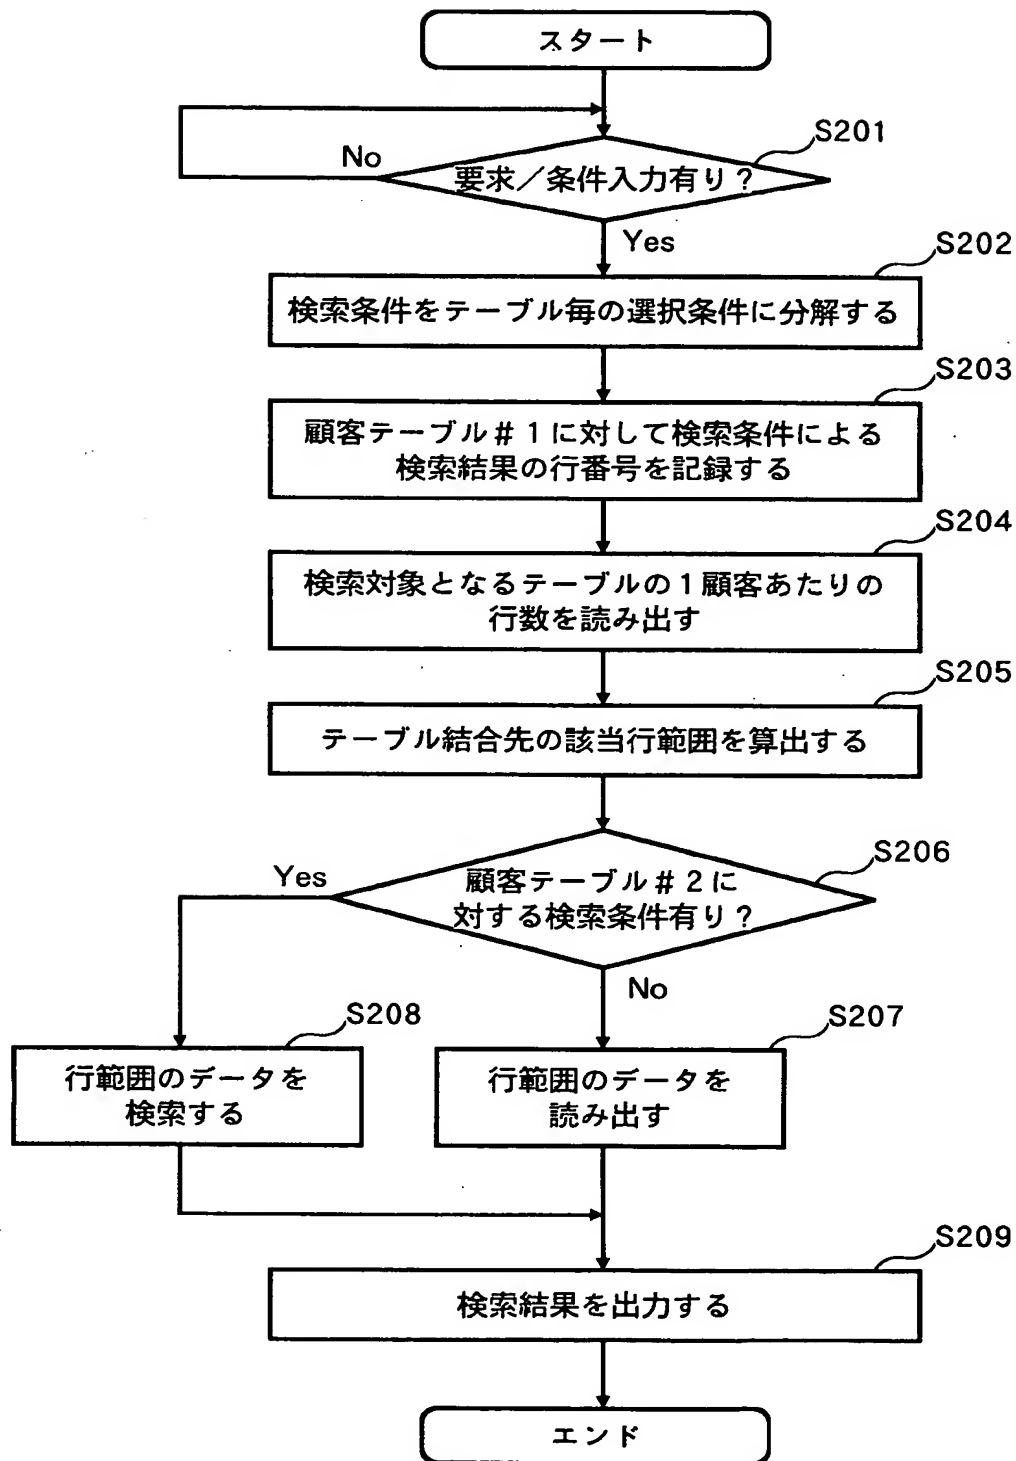 スタート
S201
No
要求／条件入力有り？
Yes
S202
検索条件をテーブル毎の選択条件に分解する
S203
顧客テーブル＃１に対して検索条件による
検索結果の行番号を記録する
S204
検索対象となるテーブルの１顧客あたりの
行数を読み出す
S205
テーブル結合先の該当行範囲を算出する
S206
Yes
顧客テーブル＃２に
対する検索条件有り？
No
S208
S207
行範囲のデータを
検索する
行範囲のデータを
読み出す
S209
検索結果を出力する
エンド